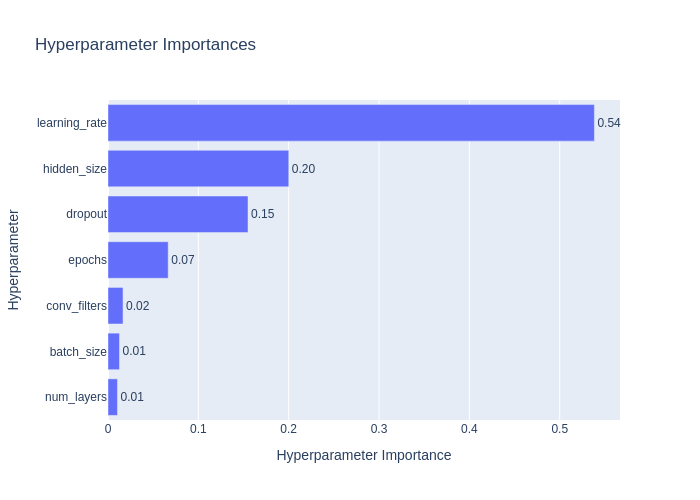 Hyperparameter Importances
Hyperparameter
learning_rate 0.54
hidden_size 0.20
dropout 0.15
epochs 0.07
conv_filters 0.02
batch_size 0.01
num_layers 0.01
0 0.1 0.2 0.3 0.4 0.5
Hyperparameter Importance